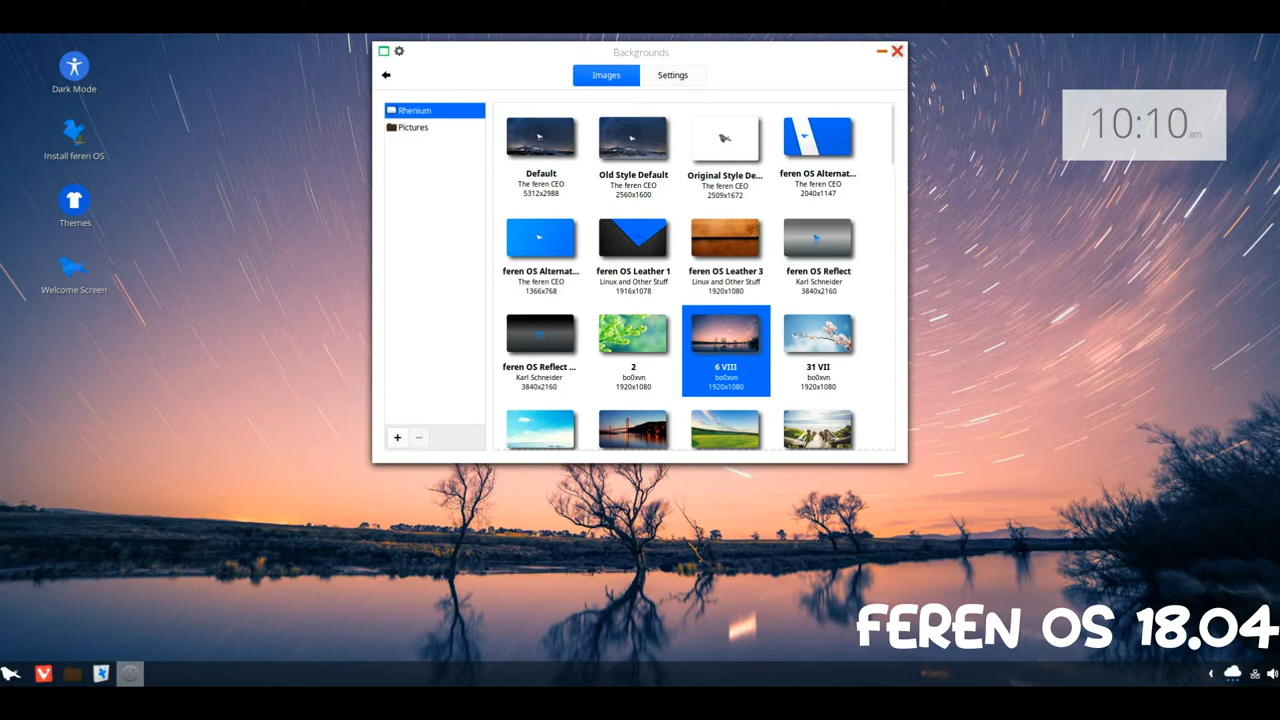 Dark Mode
Install feren OS
Themes
Welcome Screen
Backgrounds
Images
Settings
Rhenium
Pictures
Default
The feren CEO
5312x2988
Old Style Default
The feren CEO
2560x1600
Original Style De...
The feren CEO
2509x1672
feren OS Alternat...
The feren CEO
2040x1147
feren OS Alternat...
The feren CEO
1366x768
feren OS Leather 1
Linux and Other Stuff
1916x1078
feren OS Leather 3
Linux and Other Stuff
1920x1080
feren OS Reflect
Karl Schneider
3840x2160
feren OS Reflect ...
Karl Schneider
3840x2160
2
bo0xvn
1920x1080
6 VIII
bo0xvn
1920x1080
31 VII
bo0xvn
1920x1080
10:10 am
FEREN OS 18.04